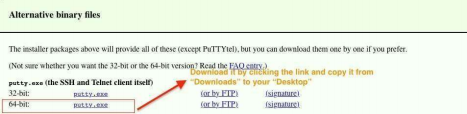 Alternative binary files
The installer packages above will provide all of these (except PuTTYtel), but you can download them one by one if you prefer.
(Not sure whether you want the 32-bit or the 64-bit version? Read the FAQ entry.)
Download it by clicking the link and copy it from
putty.exe (the SSH and Telnet client itself)
“Downloads” to your “Desktop”
32-bit: putty.exe (or by FTP) (signature)
64-bit: putty.exe (or by FTP) (signature)